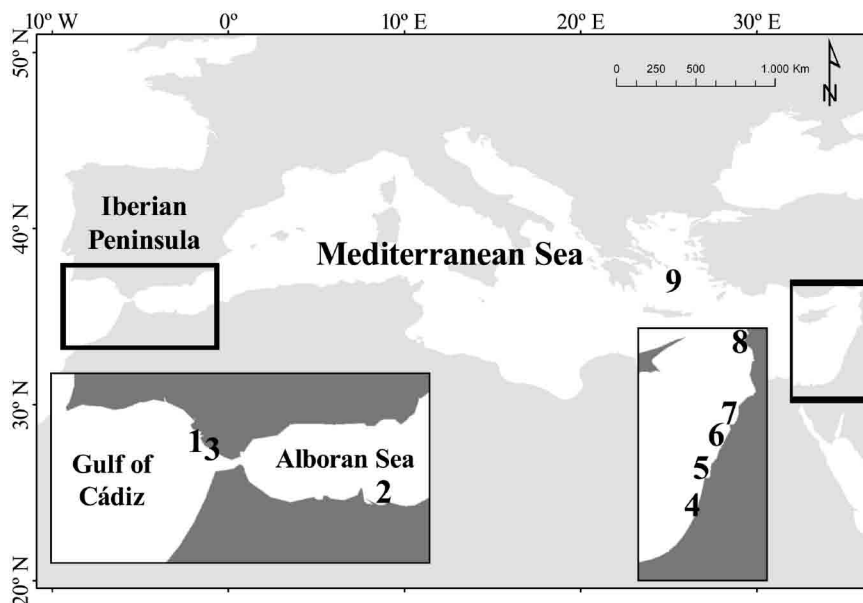 10º W 0º 10º E 20º E 30º E
50º N
0 250 500 1.000 Km
N
40º N
Iberian
Peninsula
Mediterranean Sea
9
30º N
8
7
6
5
4
1 3
Gulf of
Cádiz
Alboran Sea
2
20º N